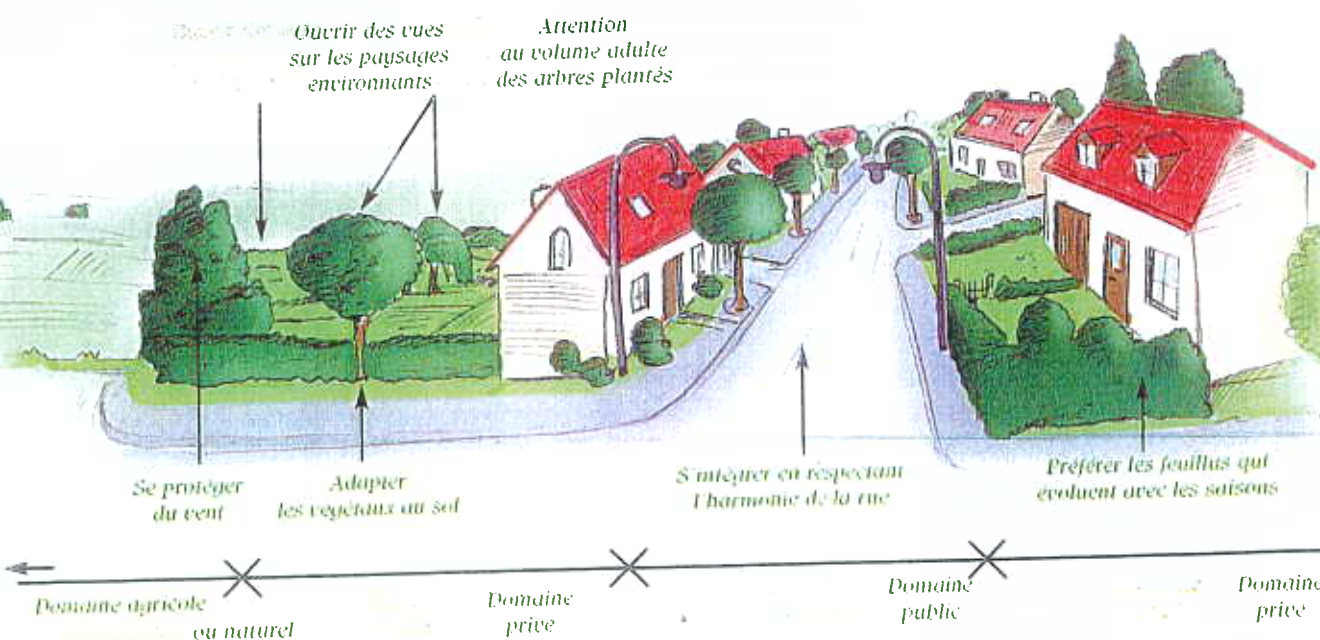 Ouvrir des vues
sur les paysages
environnants
Attention
au volume adulte
des arbres plantés
Se protéger
du vent
Adapter
les végétaux au sol
S'intégrer en respectant
l'harmonie de la rue
Préférer les feuillus qui
évoluent avec les saisons
Domaine agricole
ou naturel
Domaine
privé
Domaine
public
Domaine
privé